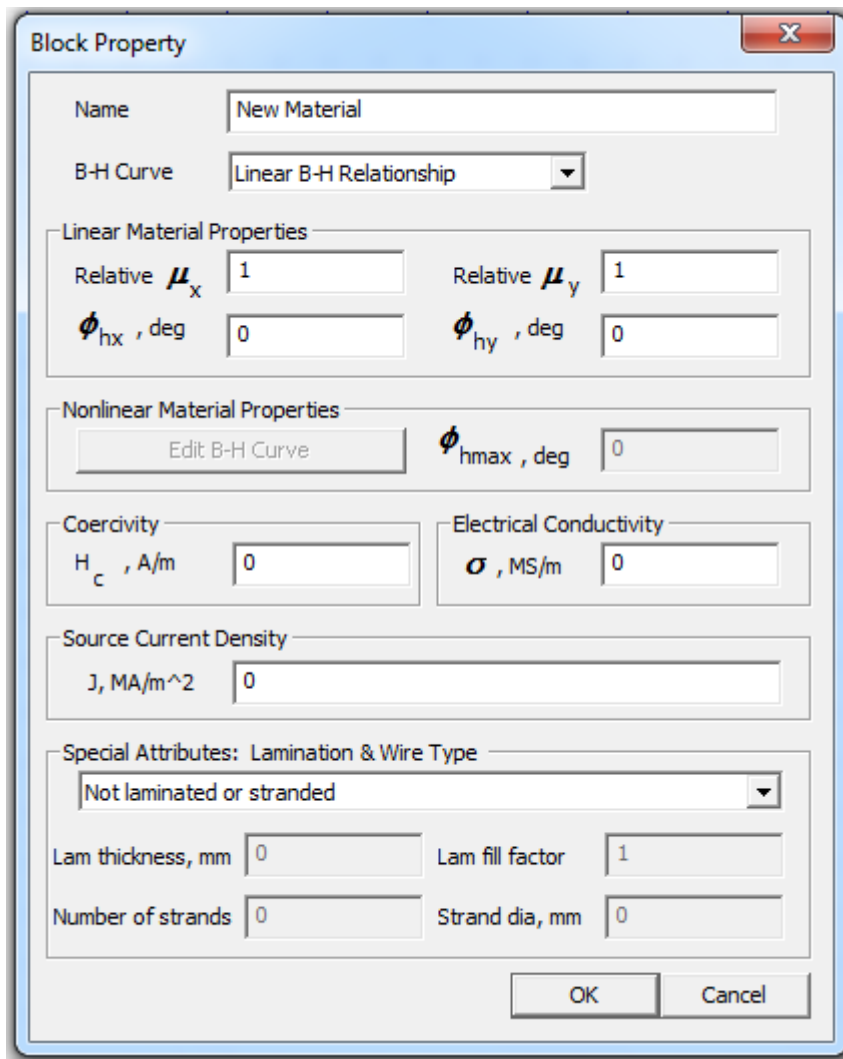 Block Property
Name New Material
B-H Curve Linear B-H Relationship
Linear Material Properties
Relative μx 1 Relative μy 1
ϕhx , deg 0 ϕhy , deg 0
Nonlinear Material Properties
Edit B-H Curve ϕhmax , deg 0
Coercivity Electrical Conductivity
Hc , A/m 0 σ , MS/m 0
Source Current Density
J, MA/m^2 0
Special Attributes: Lamination & Wire Type
Not laminated or stranded
Lam thickness, mm 0 Lam fill factor 1
Number of strands 0 Strand dia, mm 0
OK Cancel